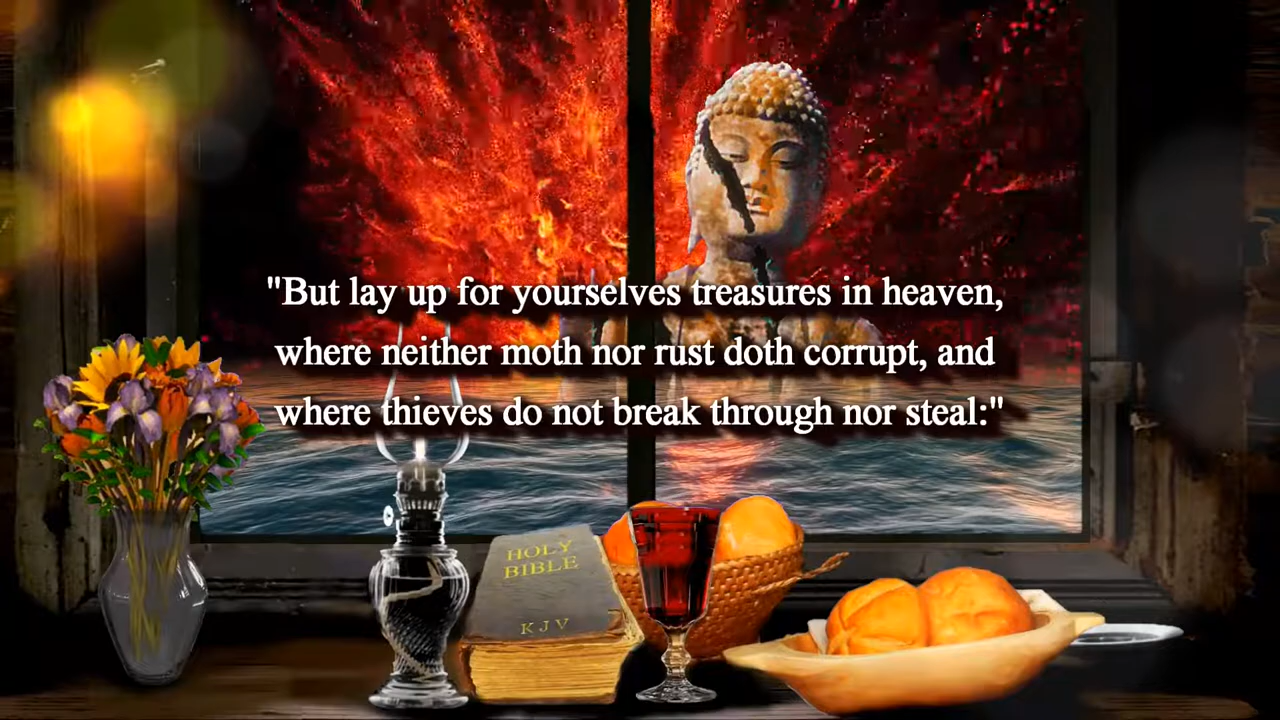 "But lay up for yourselves treasures in heaven,
where neither moth nor rust doth corrupt, and
where thieves do not break through nor steal:"
HOLY
BIBLE
KJV